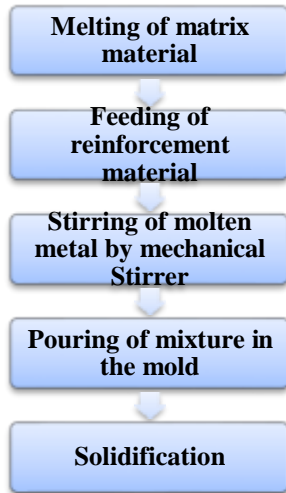 Melting of matrix
material
Feeding of
reinforcement
material
Stirring of molten
metal by mechanical
Stirrer
Pouring of mixture in
the mold
Solidification